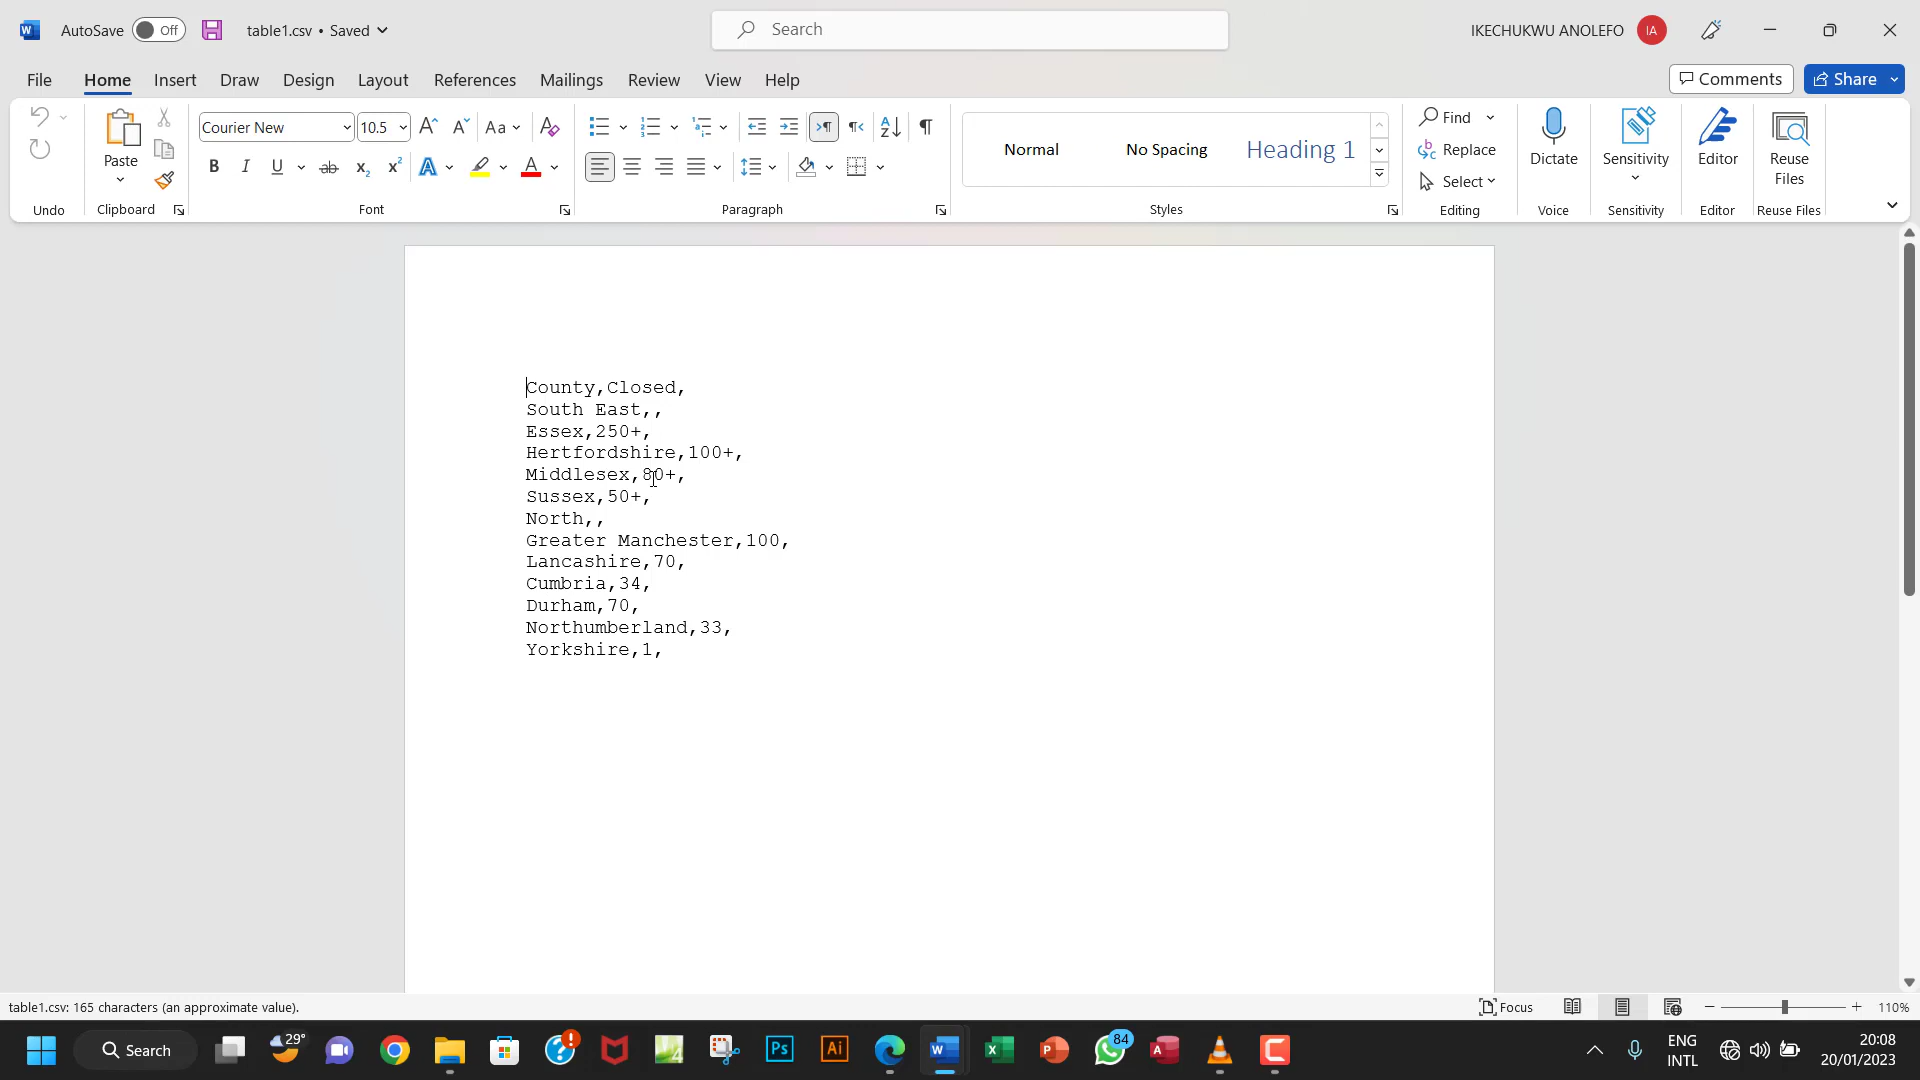 AutoSave Off table1.csv • Saved Search IKECHUKWU ANOLEFO IA
File Home Insert Draw Design Layout References Mailings Review View Help Comments Share
Paste
Courier New 10.5 Aa
Normal No Spacing Heading 1
Find
Replace
Select
Dictate Sensitivity Editor Reuse Files
Undo Clipboard Font Paragraph Styles Editing Voice Sensitivity Editor Reuse Files
County,Closed,
South East,,
Essex,250+,
Hertfordshire,100+,
Middlesex,80+,
Sussex,50+,
North,,
Greater Manchester,100,
Lancashire,70,
Cumbria,34,
Durham,70,
Northumberland,33,
Yorkshire,1,
table1.csv: 165 characters (an approximate value). Focus 110%
Search 29° 84 ENG INTL 20:08 20/01/2023